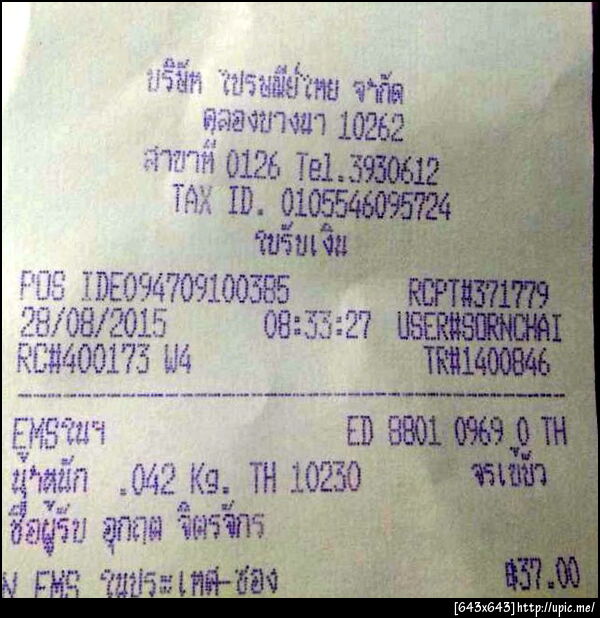 บริษัท ไปรษณีย์ไทย จำกัด
คลองบางนา 10262
สาขาที่ 0126 Tel.3930612
TAX ID. 0105546095724
ใบรับเงิน
POS IDE094709100385 RCPT#371779
28/08/2015 08:33:27 USER#SORNCHAI
RC#400173 W4 TR#1400846
EMSในฯ ED 8801 0969 0 TH
น้ำหนัก .042 Kg. TH 10230 จรเข้บัว
ชื่อผู้รับ อุกฤต จิตรจักร
N EMS ในประเทศ-ซอง ฿37.00
[643x643]http://upic.me/